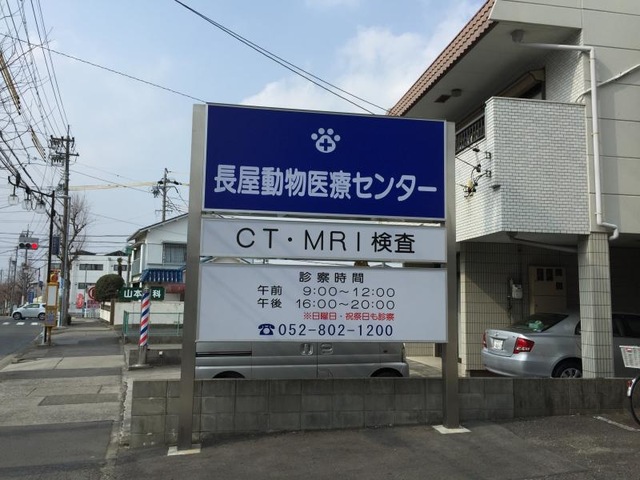 長屋動物医療センター
CT・MRI検査
診察時間
午前 9:00～12:00
午後 16:00～20:00
※日曜日・祝祭日も診察
☎052-802-1200
山本
科